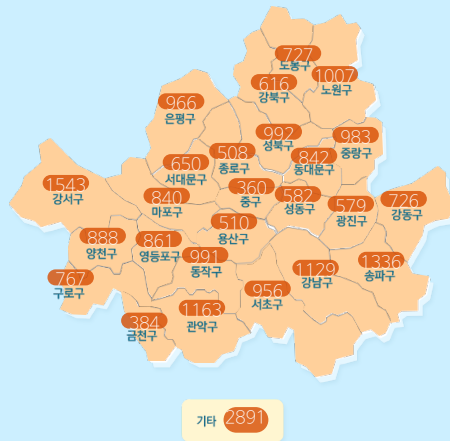 727
도봉구
1007
노원구
616
강북구
966
은평구
992
성북구
983
중랑구
508
종로구
842
동대문구
650
서대문구
1543
강서구
840
마포구
360
중구
582
성동구
579
광진구
726
강동구
510
용산구
888
양천구
861
영등포구
991
동작구
1336
송파구
1129
강남구
767
구로구
956
서초구
1163
관악구
384
금천구
기타 2891